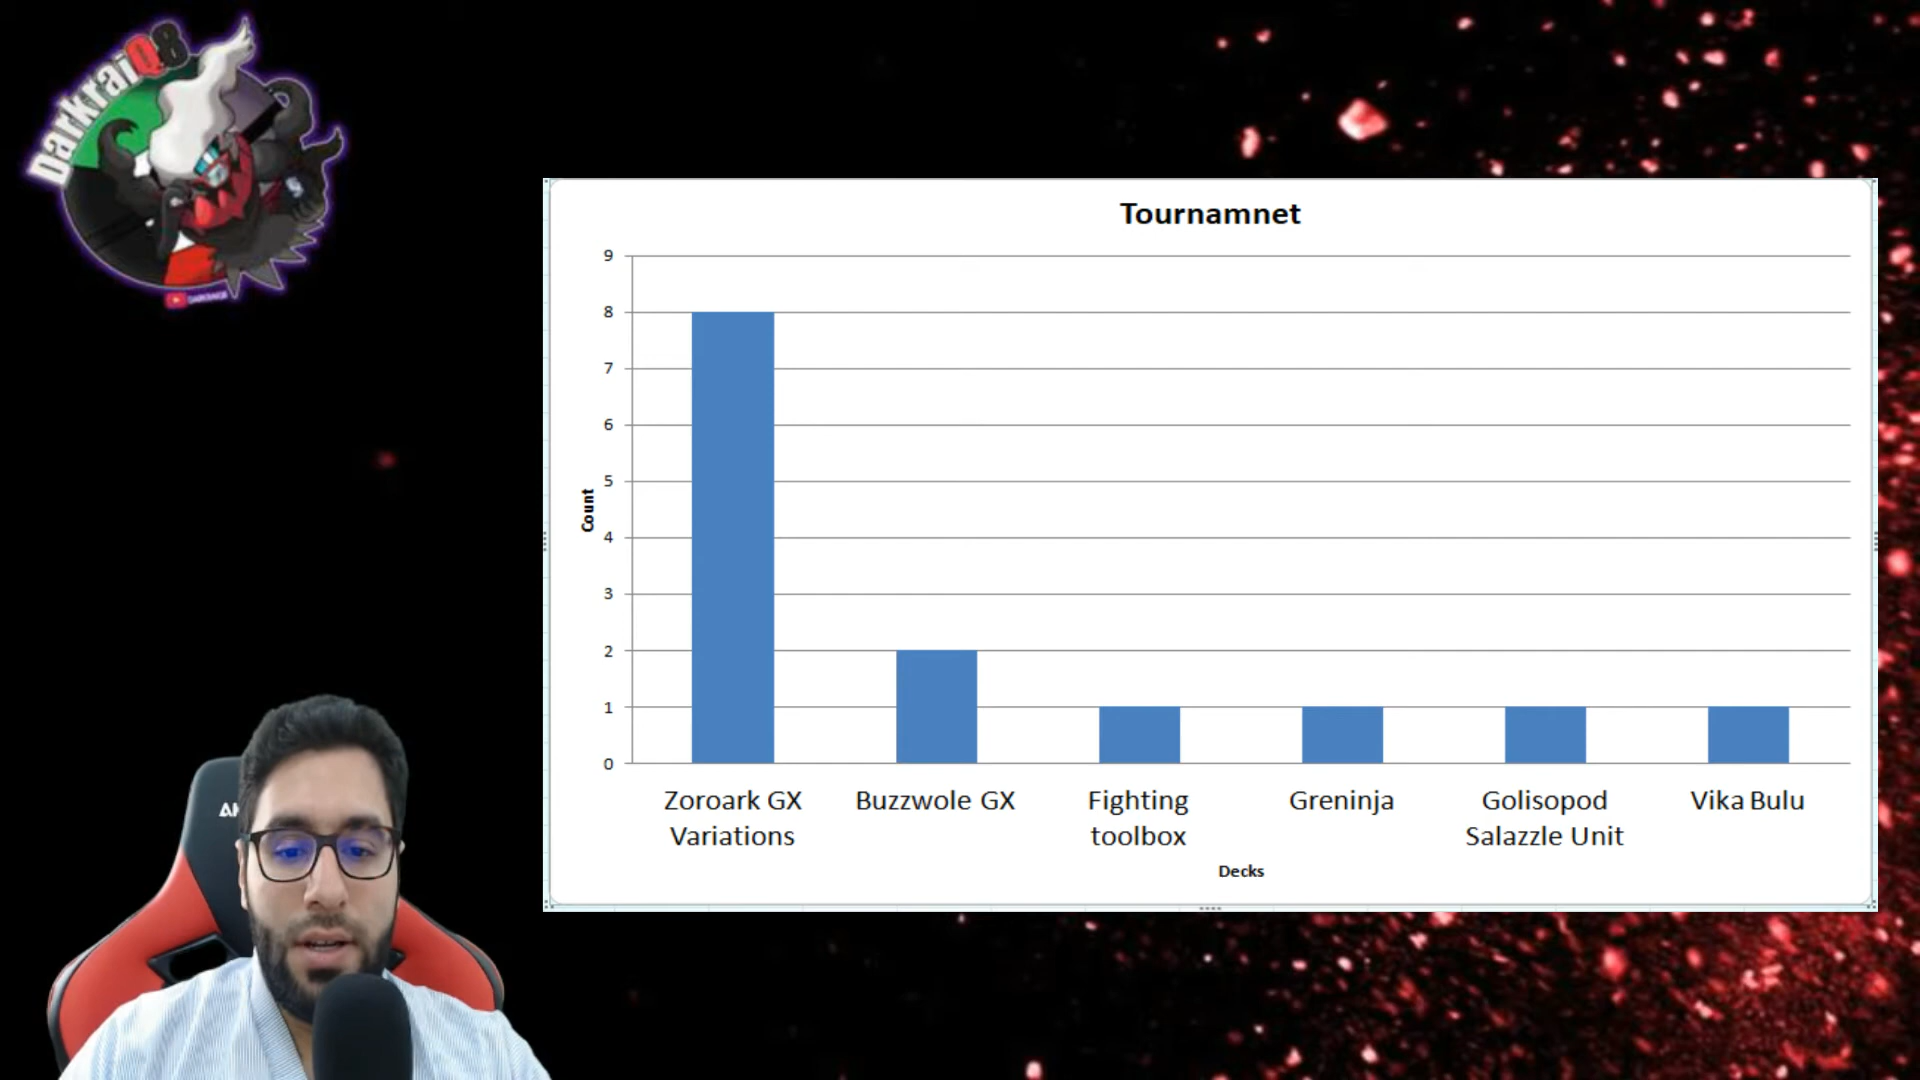 DarkraiQ8
Tournamnet
9
8
7
6
5
4
3
2
1
0
Count
Zoroark GX
Variations
Buzzwole GX
Fighting
toolbox
Greninja
Golisopod
Salazzle Unit
Vika Bulu
Decks